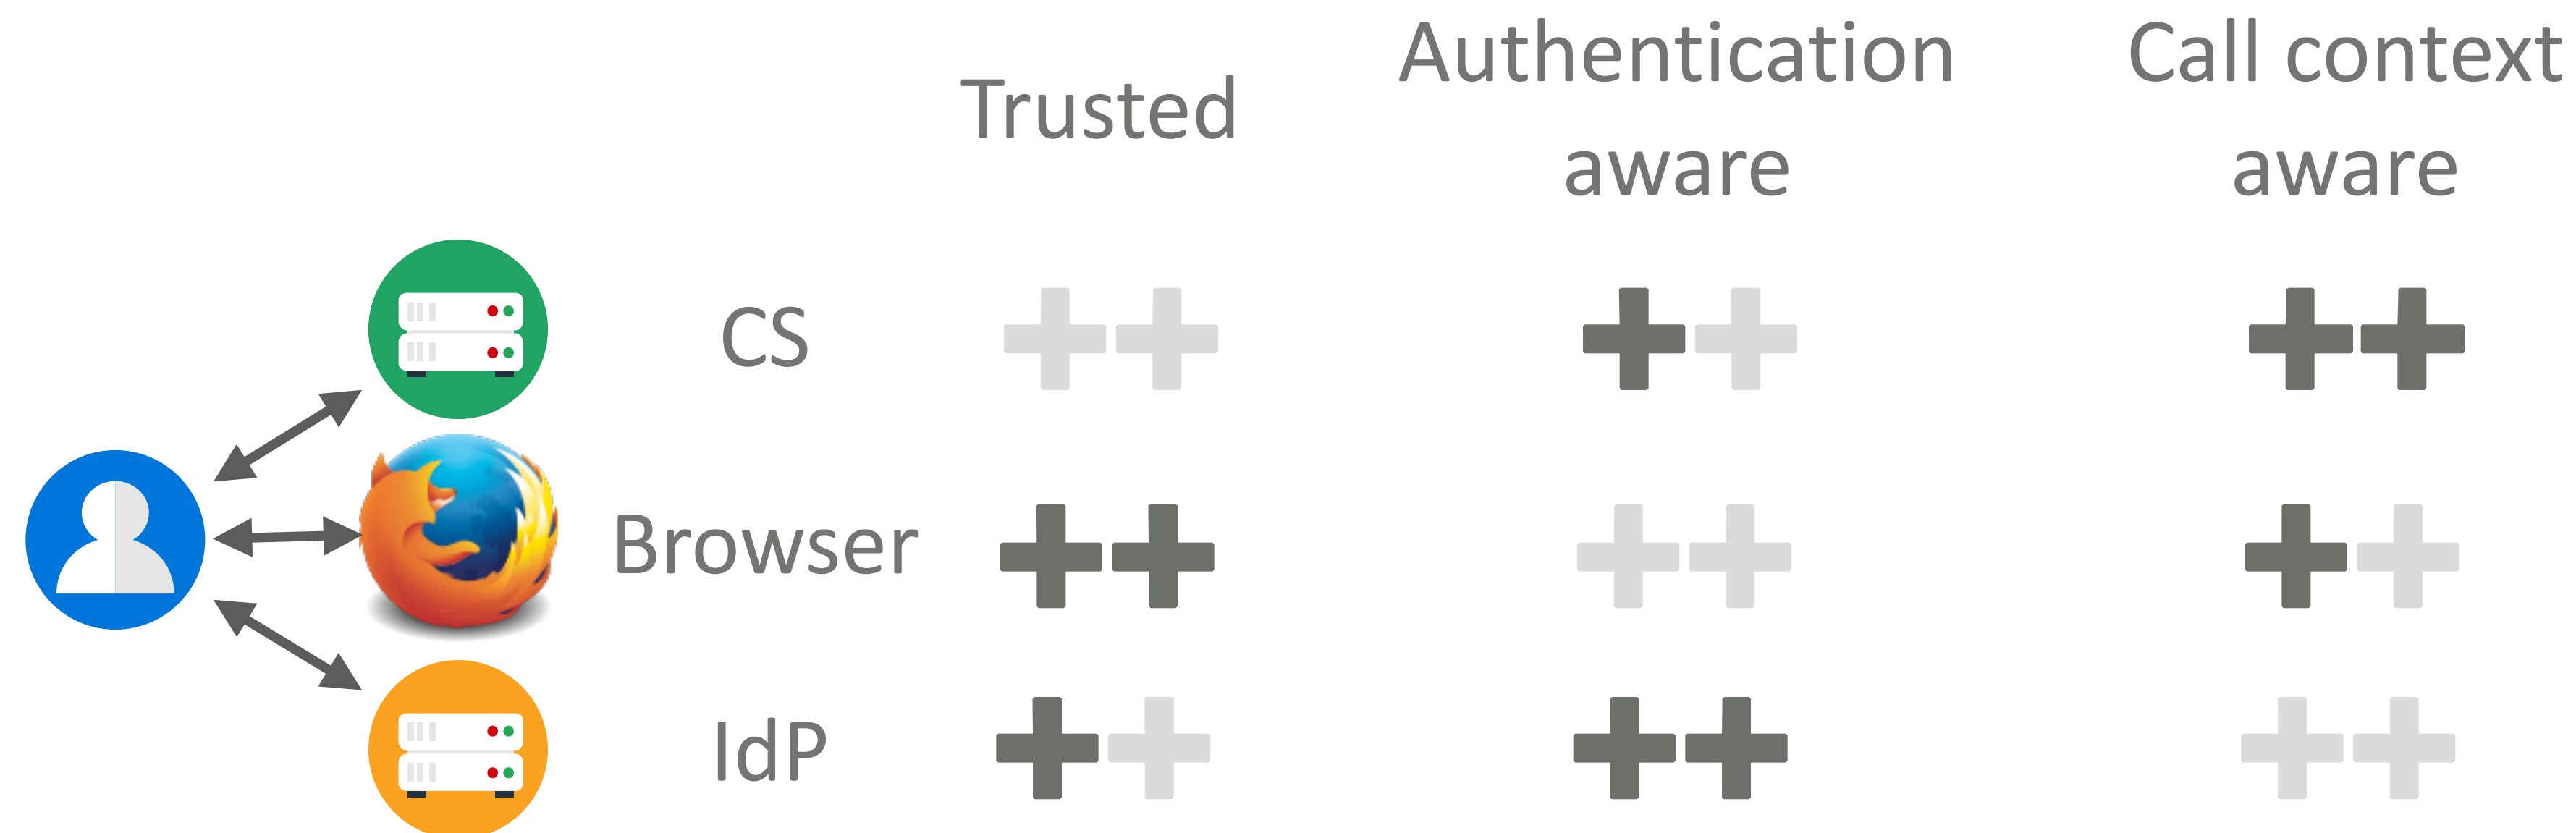 Trusted
Authentication
aware
Call context
aware
CS
Browser
IdP